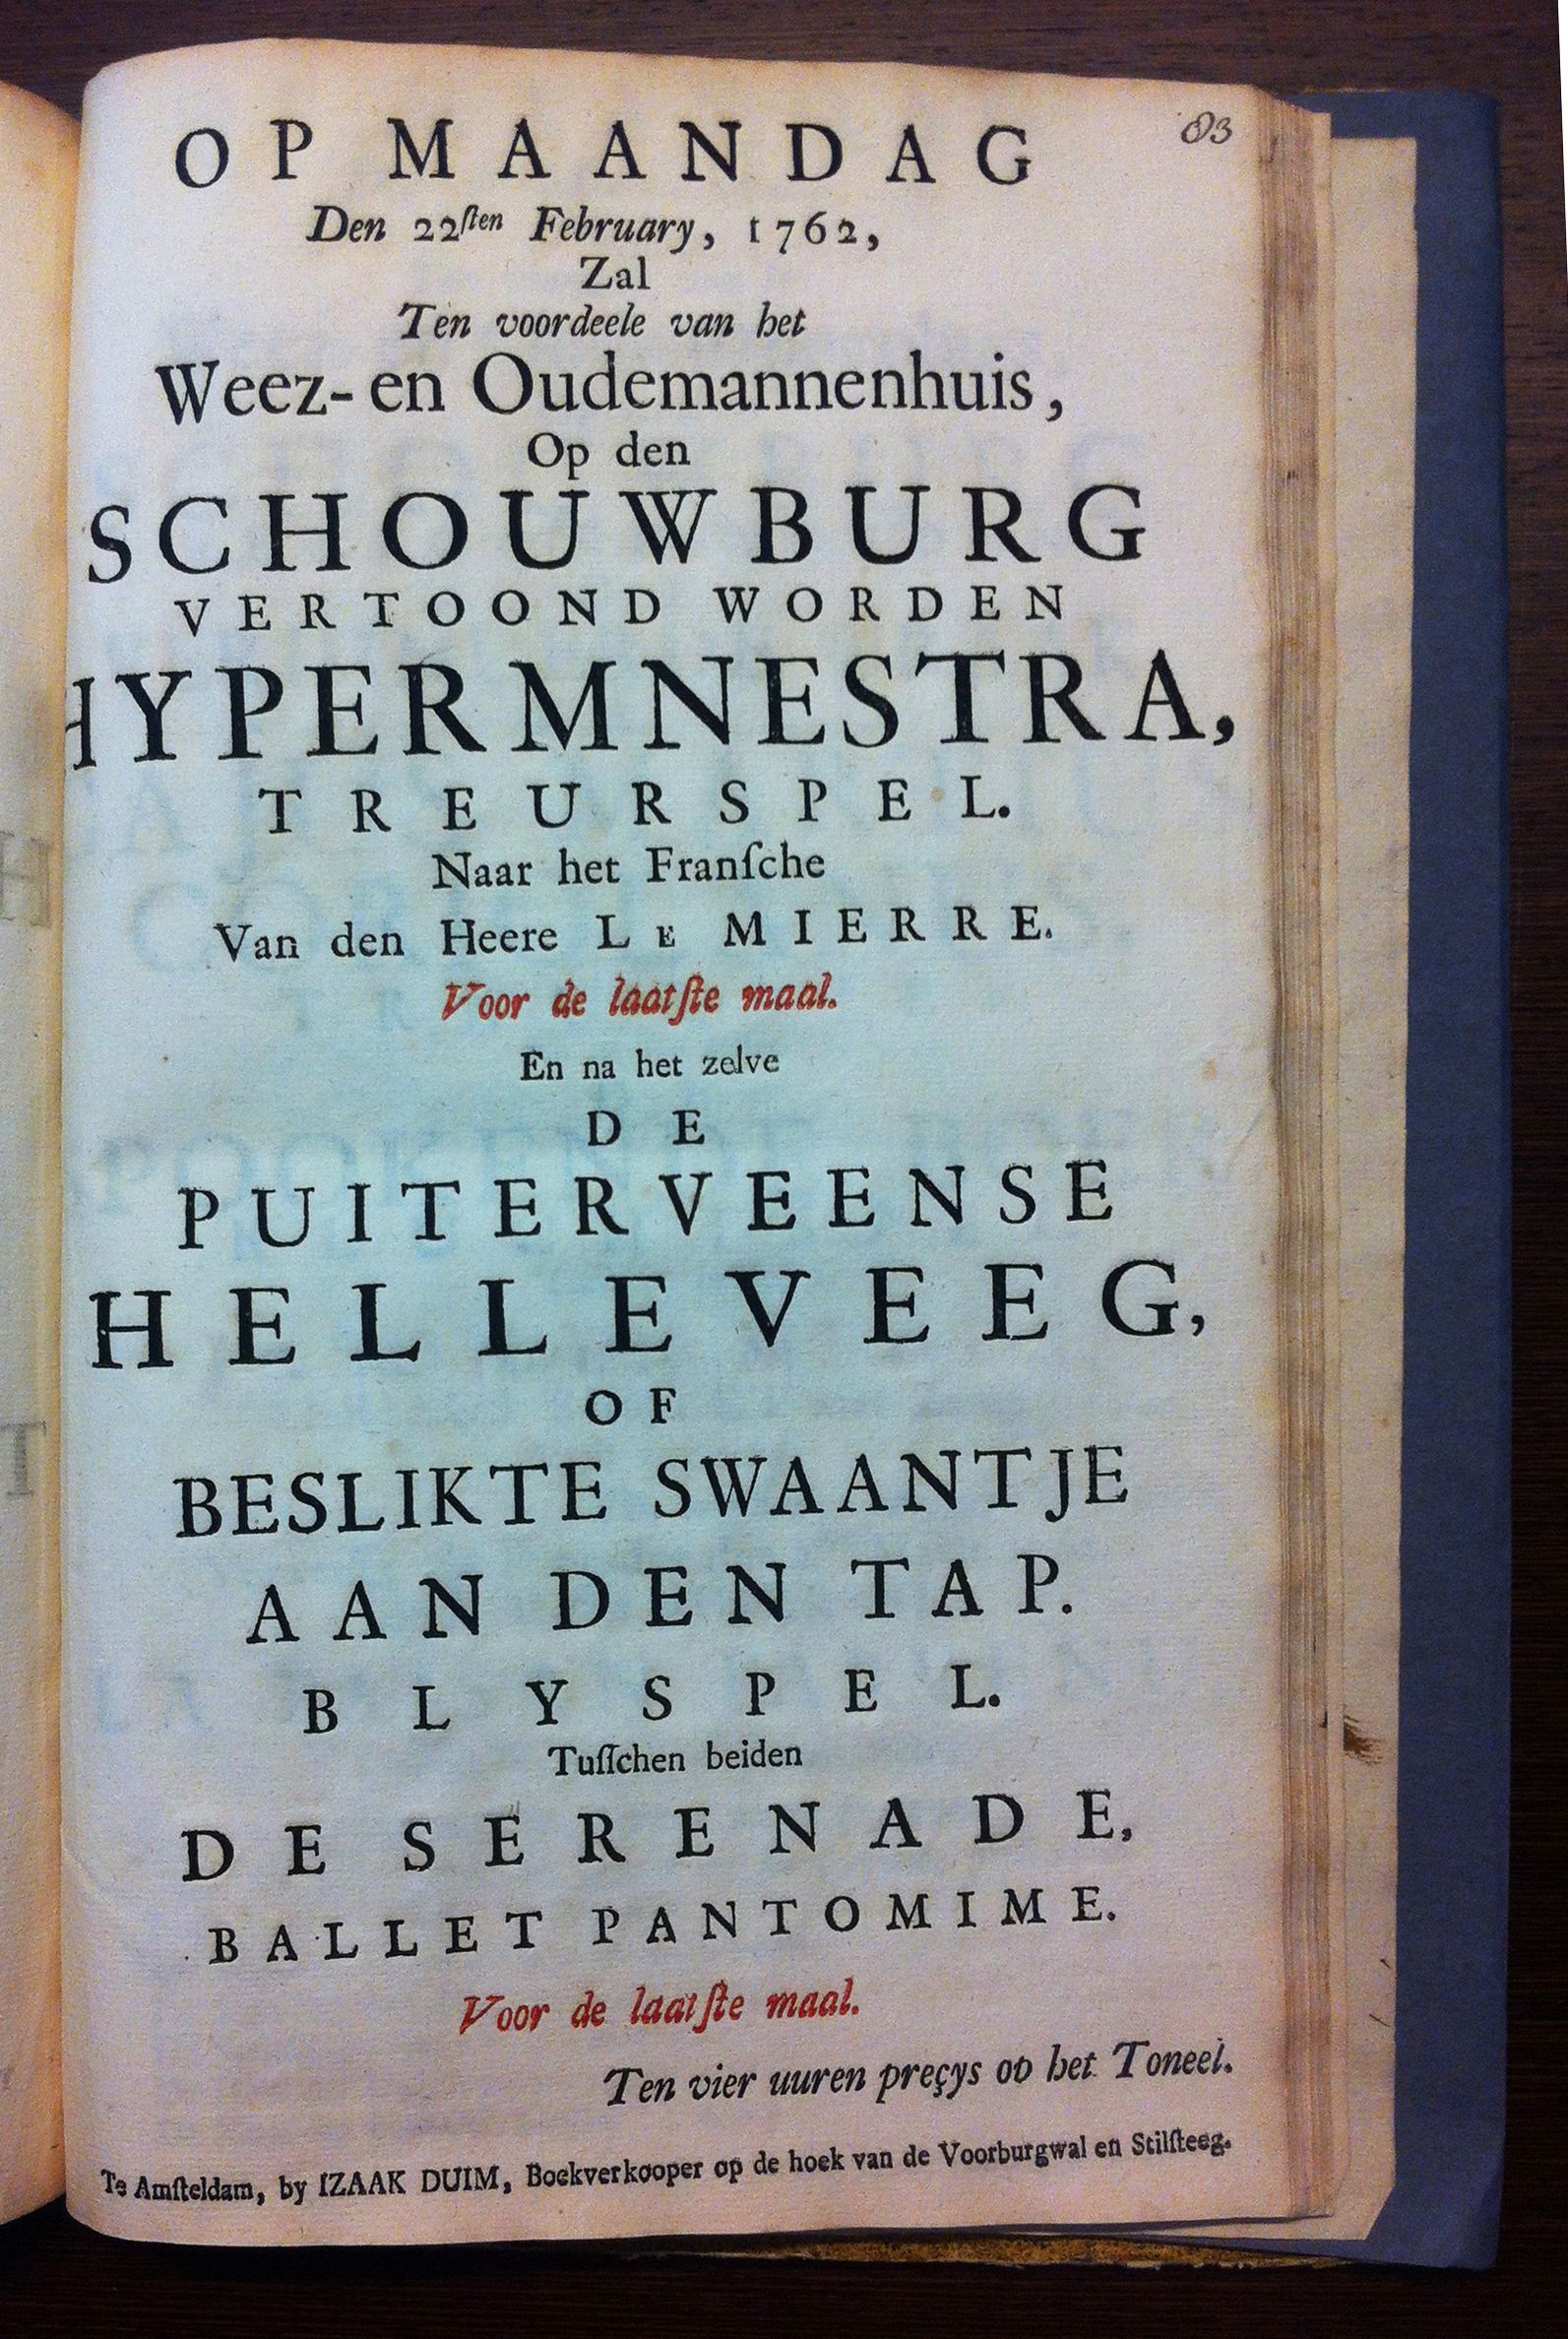 83
OP MAANDAG
Den 22ſten February, 1762,
Zal
Ten voordeele van het
Weez- en Oudemannenhuis,
Op den
SCHOUWBURG
VERTOOND WORDEN
HYPERMNESTRA,
TREURSPEL.
Naar het Franſche
Van den Heere LE MIERRE.
Voor de laatſte maal.
En na het zelve
DE
PUITERVEENSE
HELLEVEEG,
OF
BESLIKTE SWAANTJE
AAN DEN TAP.
BLYSPEL.
Tuſſchen beiden
DE SERENADE,
BALLET PANTOMIME.
Voor de laatſte maal.
Ten vier uuren preçys op het Toneel.
Te Amſteldam, by IZAAK DUIM, Boekverkooper op de hoek van de Voorburgwal en Stilſteeg.